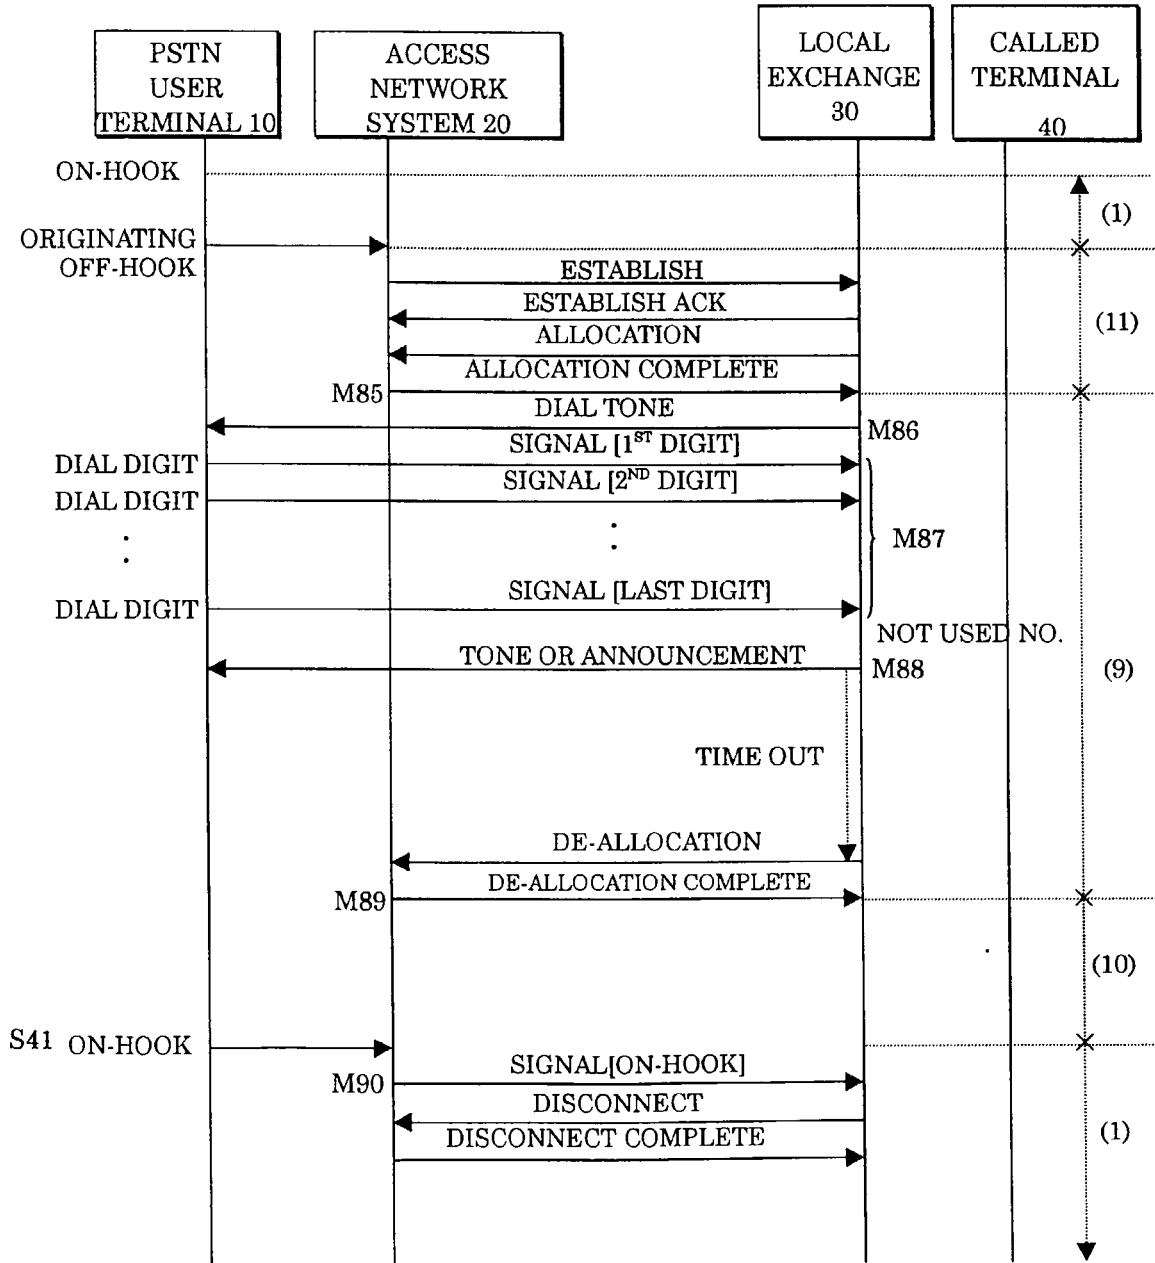 PSTN
USER
TERMINAL 10
ACCESS
NETWORK
SYSTEM 20
LOCAL
EXCHANGE
30
CALLED
TERMINAL
40
ON-HOOK
(1)
ORIGINATING
OFF-HOOK
ESTABLISH
ESTABLISH ACK
(11)
ALLOCATION
ALLOCATION COMPLETE
M85
DIAL TONE
M86
SIGNAL [1ST DIGIT]
DIAL DIGIT
SIGNAL [2ND DIGIT]
DIAL DIGIT
:
:
M87
SIGNAL [LAST DIGIT]
DIAL DIGIT
NOT USED NO.
TONE OR ANNOUNCEMENT
M88
(9)
TIME OUT
DE-ALLOCATION
DE-ALLOCATION COMPLETE
M89
(10)
S41 ON-HOOK
SIGNAL[ON-HOOK]
M90
DISCONNECT
DISCONNECT COMPLETE
(1)